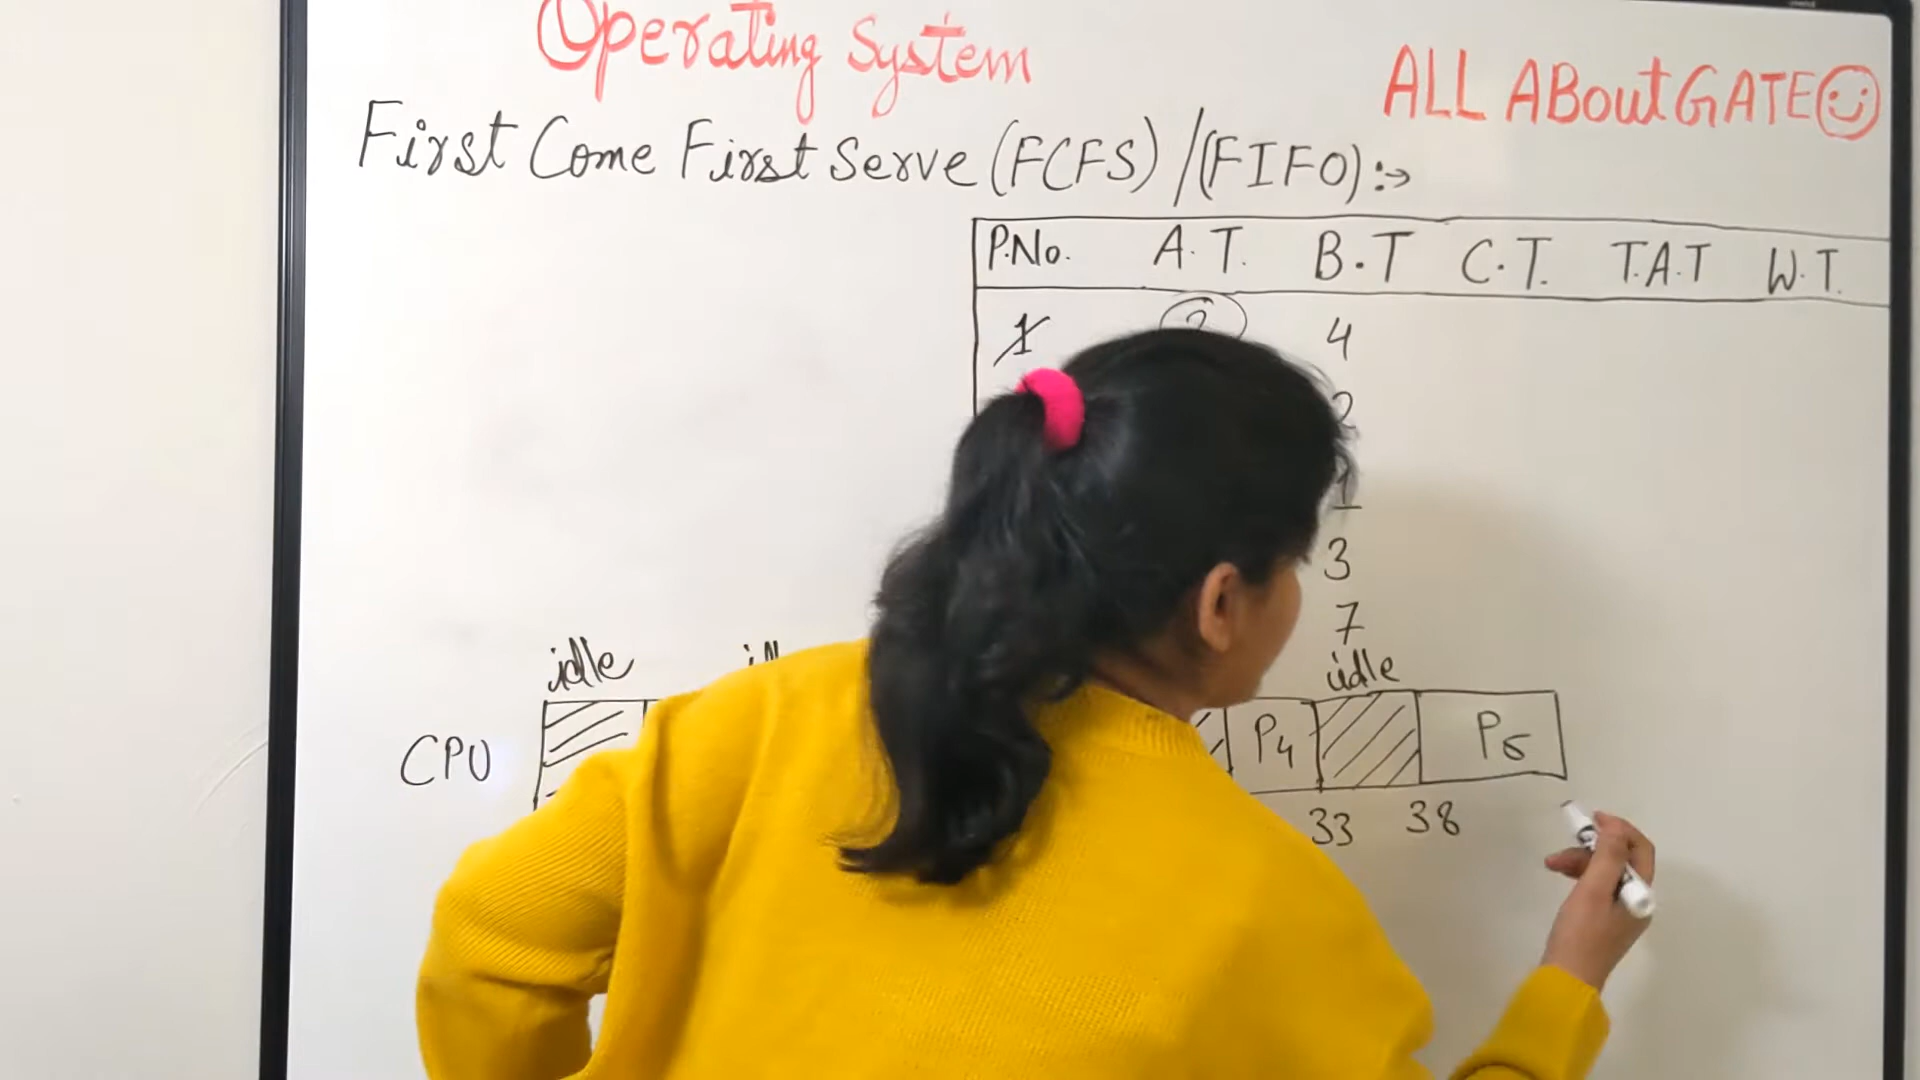 Operating System
ALL ABout GATE
First Come First Serve (FCFS) / (FIFO) :→
P.No. A.T. B.T C.T. T.A.T W.T.
1 2 4
2
1
3
7
idle idle
CPU P4 P5
33 38